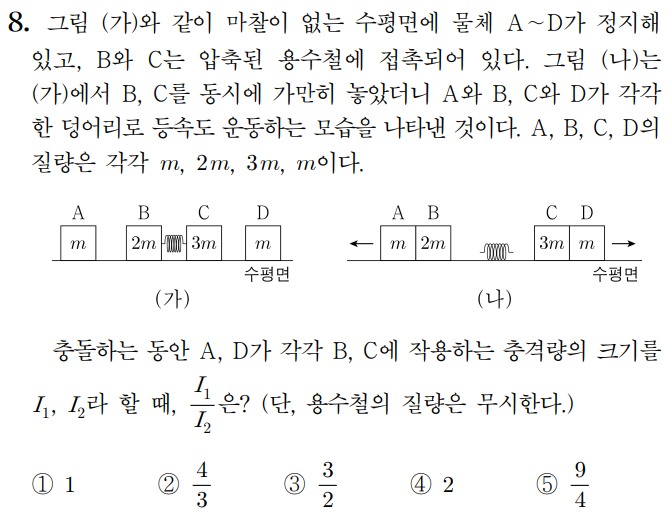 8. 그림 (가)와 같이 마찰이 없는 수평면에 물체 A~D가 정지해
있고, B와 C는 압축된 용수철에 접촉되어 있다. 그림 (나)는
(가)에서 B, C를 동시에 가만히 놓았더니 A와 B, C와 D가 각각
한 덩어리로 등속도 운동하는 모습을 나타낸 것이다. A, B, C, D의
질량은 각각 m, 2m, 3m, m이다.
A B C D A B C D
m 2m 3m m m 2m 3m m
수평면 수평면
(가) (나)
충돌하는 동안 A, D가 각각 B, C에 작용하는 충격량의 크기를
I₁, I₂라 할 때, I₁/I₂은? (단, 용수철의 질량은 무시한다.)
① 1 ② 4/3 ③ 3/2 ④ 2 ⑤ 9/4